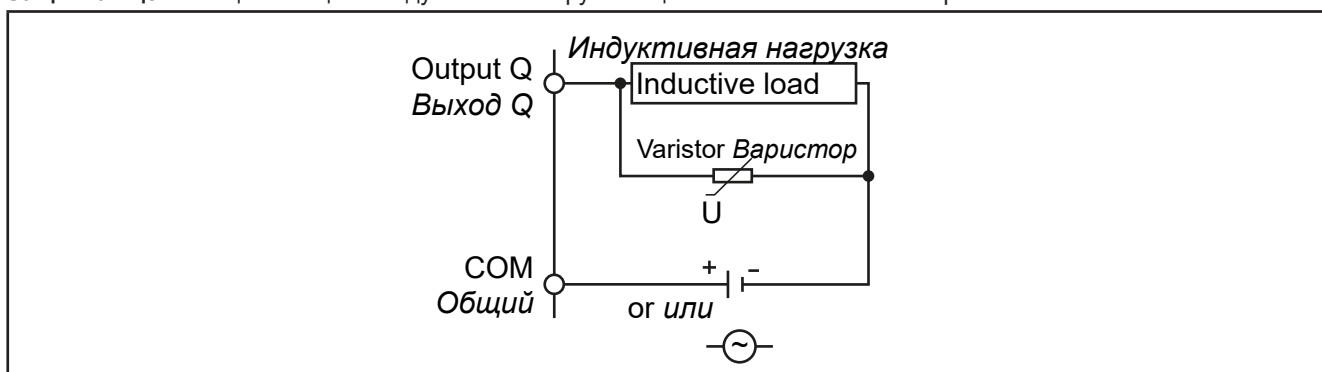 Индуктивная нагрузка
Output Q
Inductive load
Выход Q
Varistor Варистор
U
COM
+ –
Общий
or или
~